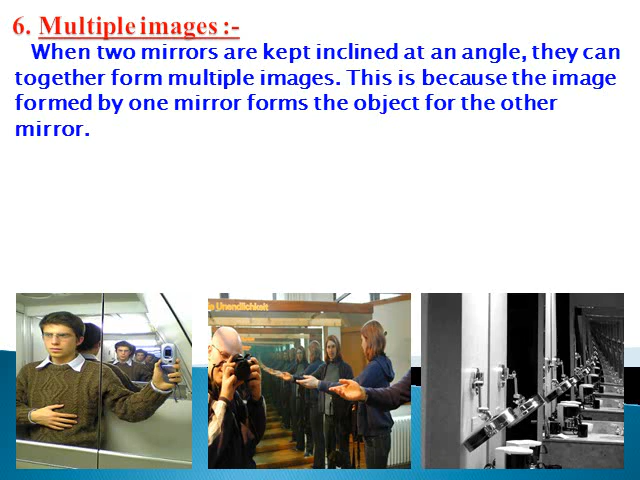 6. Multiple images :-
When two mirrors are kept inclined at an angle, they can
together form multiple images. This is because the image
formed by one mirror forms the object for the other
mirror.
Unendlichkeit